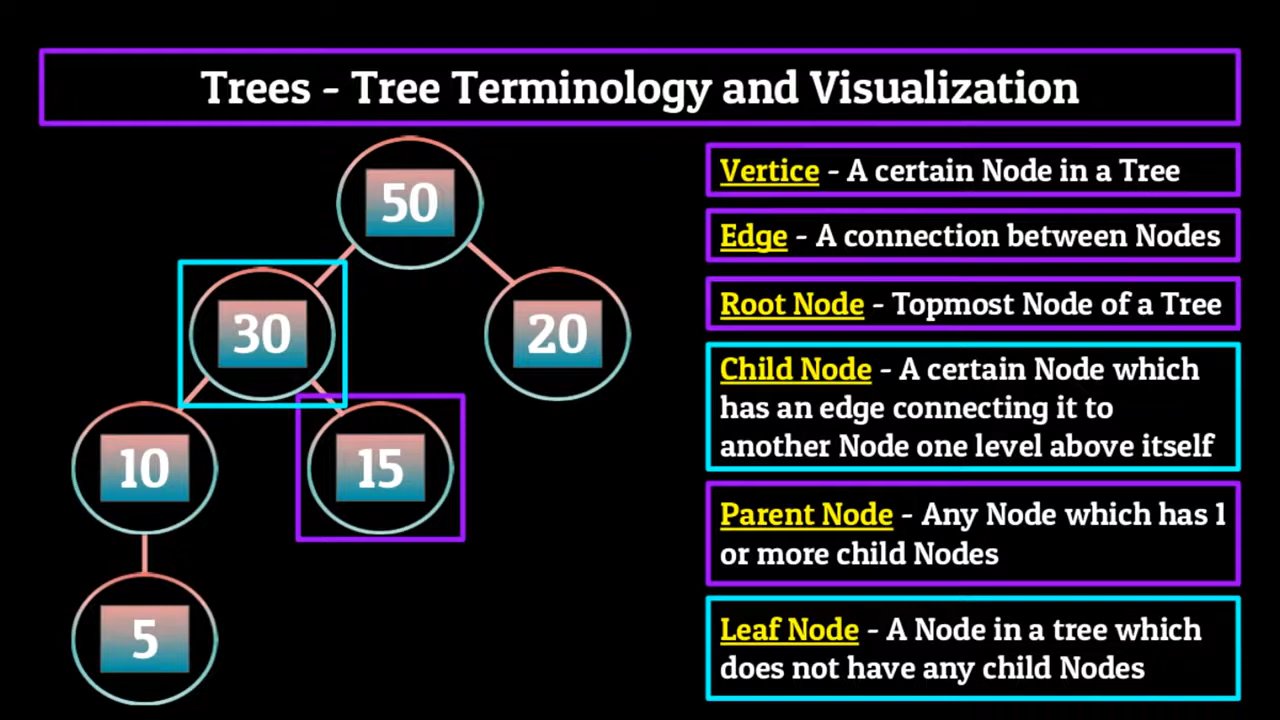 Trees - Tree Terminology and Visualization
50
30
20
10
15
5
Vertice - A certain Node in a Tree
Edge - A connection between Nodes
Root Node - Topmost Node of a Tree
Child Node - A certain Node which
has an edge connecting it to
another Node one level above itself
Parent Node - Any Node which has 1
or more child Nodes
Leaf Node - A Node in a tree which
does not have any child Nodes